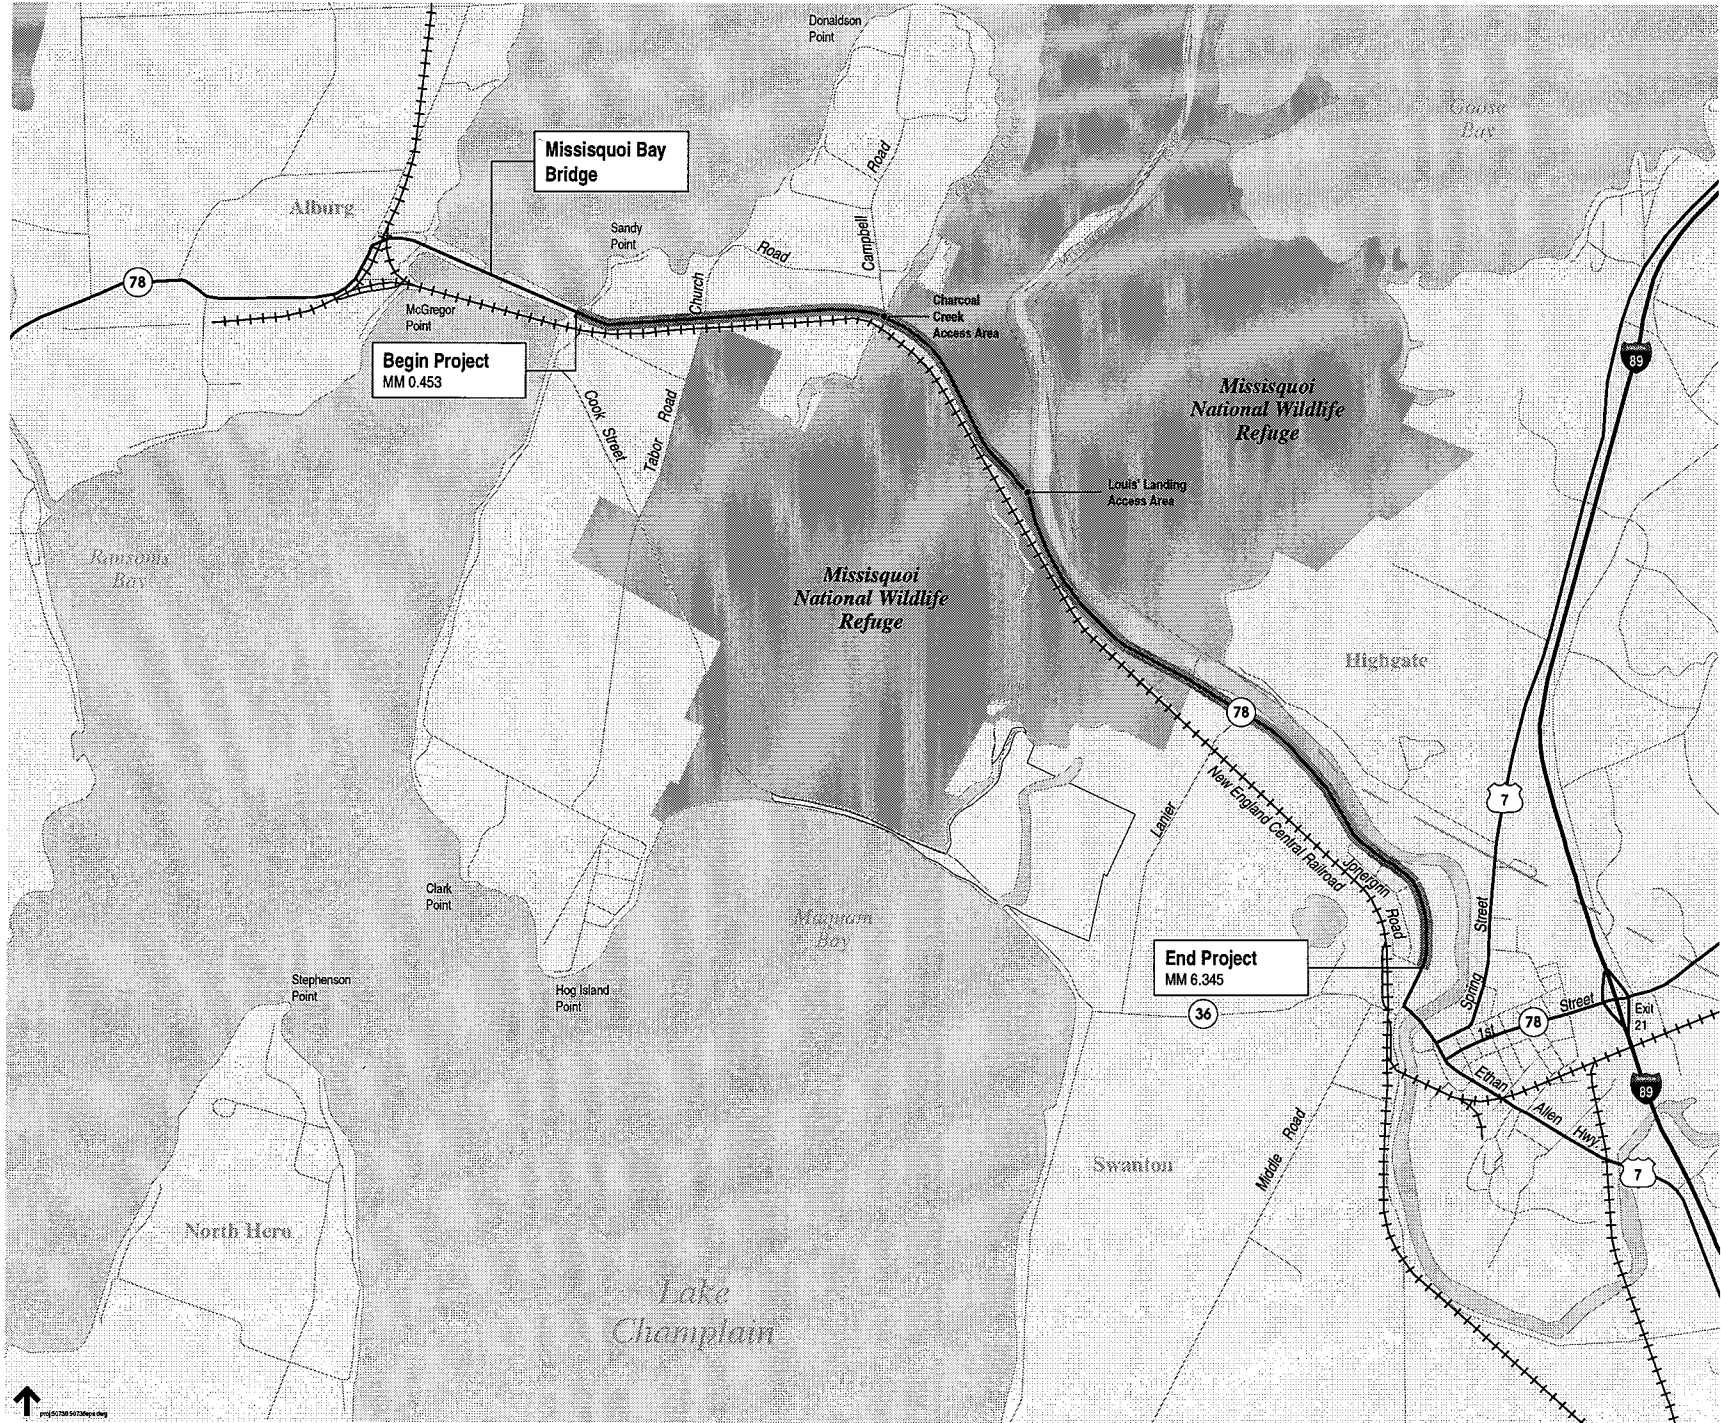 Donaldson
Point
Goose
Bay
Missisquoi Bay
Bridge
Road
Alburg
Sandy
Point
Road
Campbell
78
Church
McGregor
Point
Charcoal
Creek
Access Area
Begin Project
MM 0.453
89
Missisquoi
National Wildlife
Refuge
Cook Street
Tabor Road
Louis' Landing
Access Area
Ransoms
Bay
Missisquoi
National Wildlife
Refuge
Highgate
78
New England Central Railroad
7
Lanier
Jonergrin Road
Clark
Point
Maquam
Bay
Spring Street
End Project
MM 6.345
Stephenson
Point
Hog Island
Point
36
1st Street
78
Exit
21
Ethan Allen Hwy
89
Middle Road
Swanton
7
North Hero
Lake
Champlain